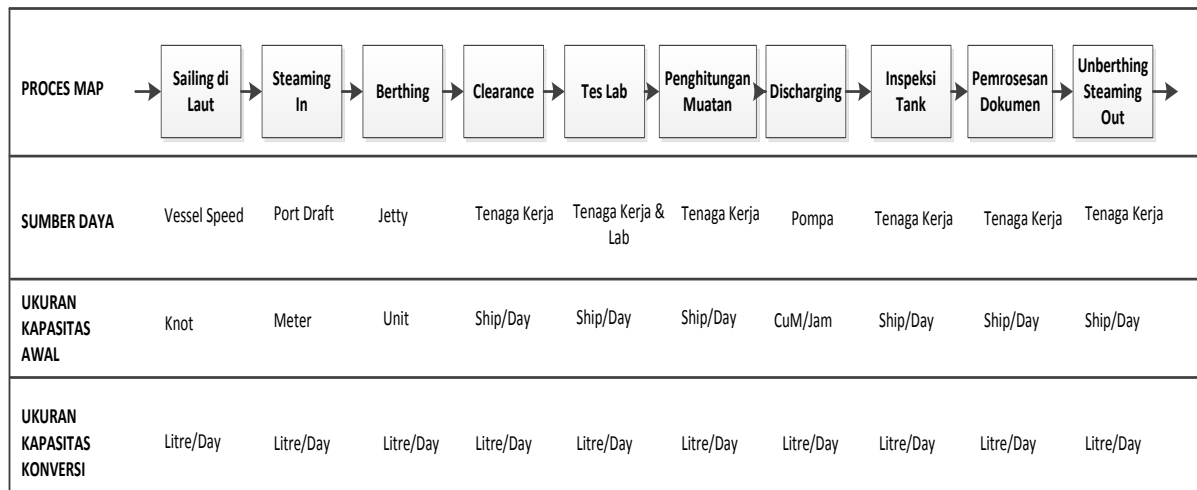 PROCES MAP
Sailing di
Laut
Steaming
In
Berthing
Clearance
Tes Lab
Penghitungan
Muatan
Discharging
Inspeksi
Tank
Pemrosesan
Dokumen
Unberthing
Steaming
Out
SUMBER DAYA
Vessel Speed
Port Draft
Jetty
Tenaga Kerja
Tenaga Kerja &
Lab
Tenaga Kerja
Pompa
Tenaga Kerja
Tenaga Kerja
Tenaga Kerja
UKURAN
KAPASITAS
AWAL
Knot
Meter
Unit
Ship/Day
Ship/Day
Ship/Day
CuM/Jam
Ship/Day
Ship/Day
Ship/Day
UKURAN
KAPASITAS
KONVERSI
Litre/Day
Litre/Day
Litre/Day
Litre/Day
Litre/Day
Litre/Day
Litre/Day
Litre/Day
Litre/Day
Litre/Day